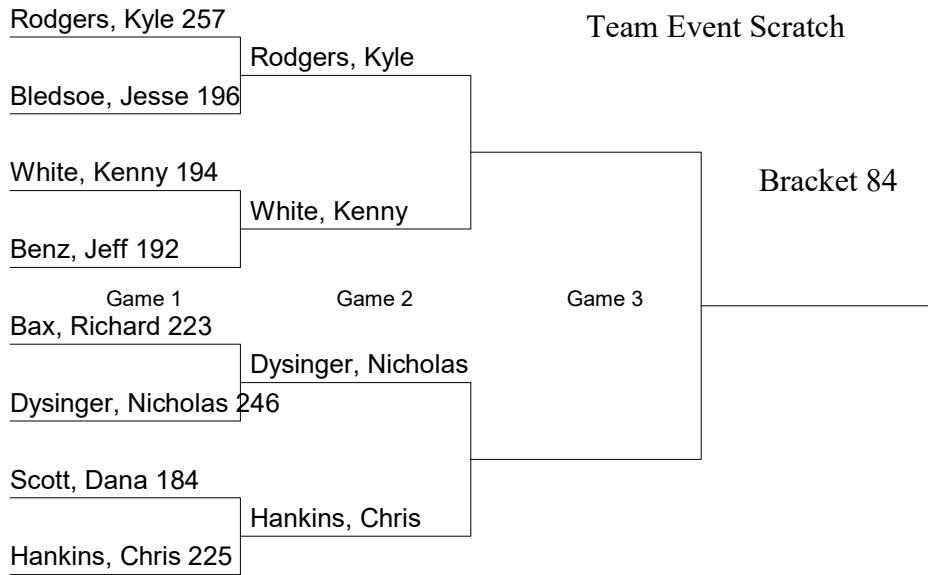 Rodgers, Kyle 257
Team Event Scratch
Rodgers, Kyle
Bledsoe, Jesse 196
White, Kenny 194
Bracket 84
White, Kenny
Benz, Jeff 192
Game 1
Game 2
Game 3
Bax, Richard 223
Dysinger, Nicholas
Dysinger, Nicholas 246
Scott, Dana 184
Hankins, Chris
Hankins, Chris 225